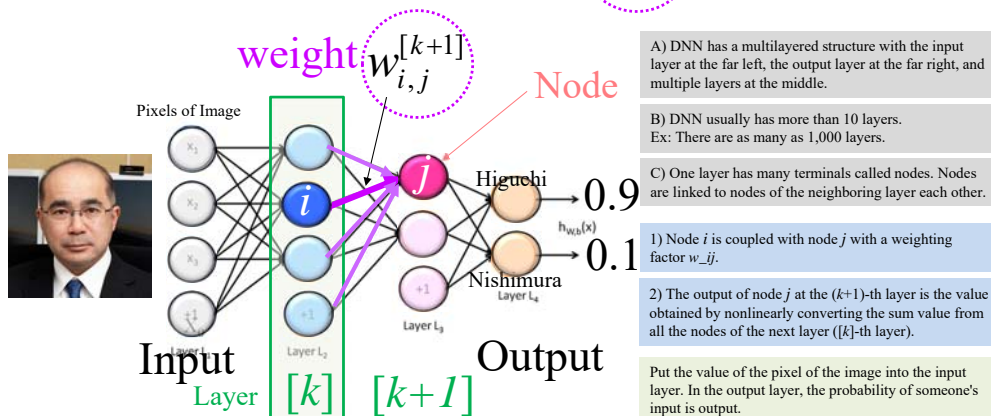 weight
w_{i,j}^{[k+1]}
Node
Pixels of Image
x₁
x₂
x₃
+1
i
+1
j
+1
Higuchi
0.9
h_{W,b}(x)
0.1
Nishimura
Layer L₄
Layer L₃
Layer L₂
Layer L₁
Input
Output
Layer
[k]
[k+1]
A) DNN has a multilayered structure with the input
layer at the far left, the output layer at the far right, and
multiple layers at the middle.
B) DNN usually has more than 10 layers.
Ex: There are as many as 1,000 layers.
C) One layer has many terminals called nodes. Nodes
are linked to nodes of the neighboring layer each other.
1) Node i is coupled with node j with a weighting
factor w_ij.
2) The output of node j at the (k+1)-th layer is the value
obtained by nonlinearly converting the sum value from
all the nodes of the next layer ([k]-th layer).
Put the value of the pixel of the image into the input
layer. In the output layer, the probability of someone's
input is output.